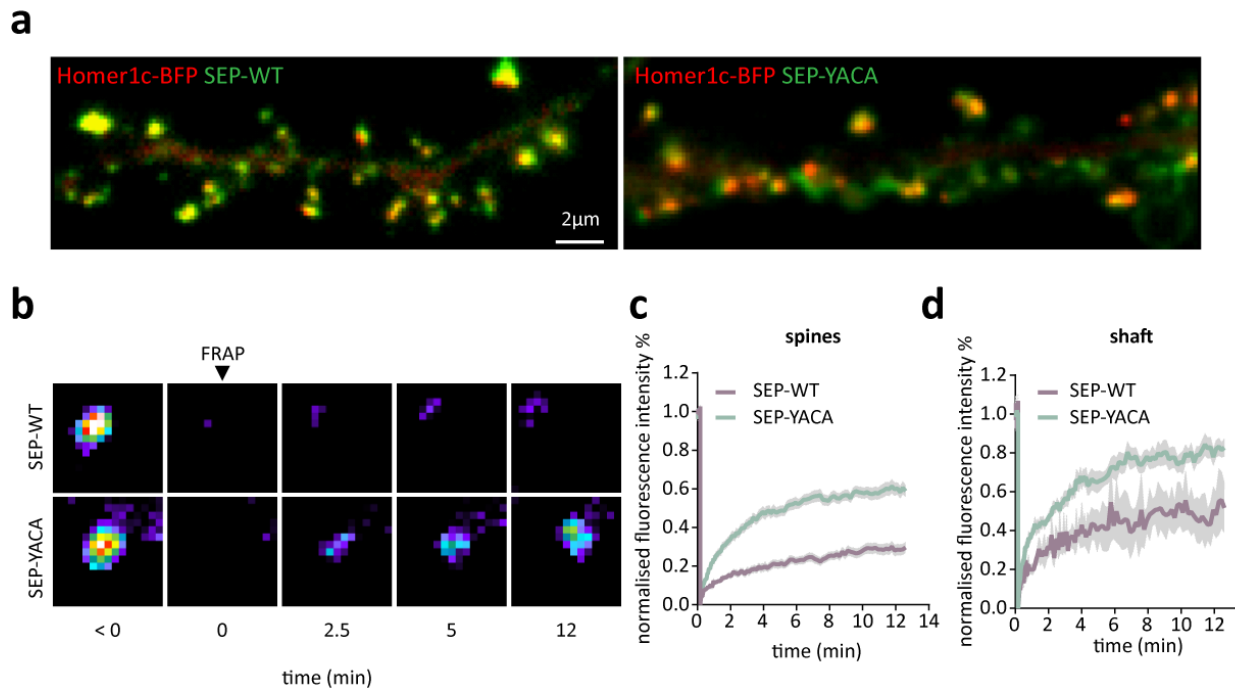 a
Homer1c-BFP SEP-WT
Homer1c-BFP SEP-YACA
2µm
b
FRAP
SEP-WT
SEP-YACA
< 0
0
2.5
5
12
time (min)
c
spines
normalised fluorescence intensity %
1.2
1.0
0.8
0.6
0.4
0.2
0.0
SEP-WT
SEP-YACA
0 2 4 6 8 10 12 14
time (min)
d
shaft
normalised fluorescence intensity %
1.2
1.0
0.8
0.6
0.4
0.2
0.0
SEP-WT
SEP-YACA
0 2 4 6 8 10 12
time (min)